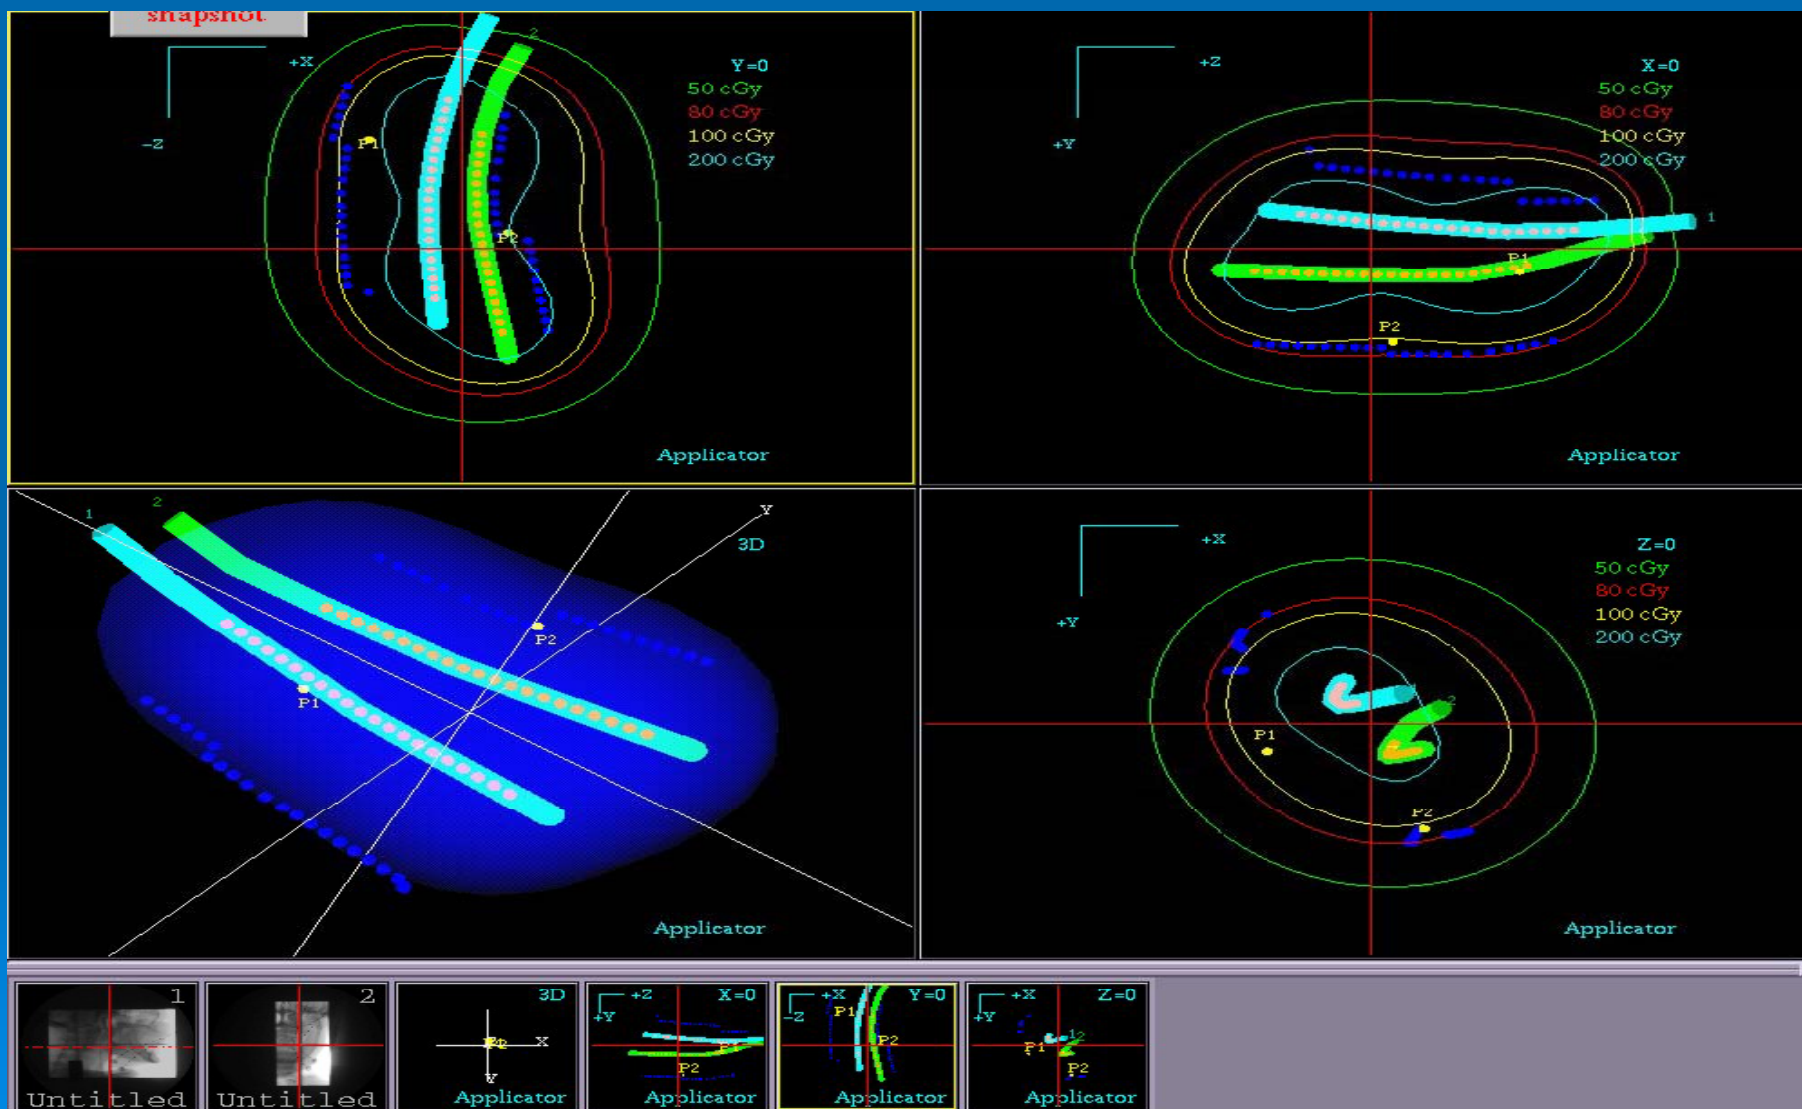 snapshot
2
+X
Y=0
50 cGy
80 cGy
100 cGy
200 cGy
-Z
P1
P2
Applicator
+Z
X=0
50 cGy
80 cGy
100 cGy
200 cGy
+Y
1
P1
P2
Applicator
1
2
Y
3D
P2
P1
Applicator
+X
Z=0
50 cGy
80 cGy
100 cGy
200 cGy
+Y
2
P1
P2
Applicator
1
Untitled
2
Untitled
3D
X
Y
Applicator
+Z
X=0
+Y
P2
Applicator
+X
Y=0
-Z
P1
P2
Applicator
+X
Z=0
+Y
12
P1
P2
Applicator